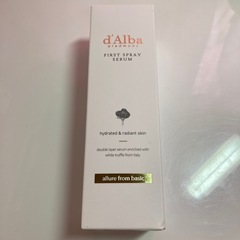 d'Alba
piedmont
FIRST SPRAY
SERUM
hydrated & radiant skin
double layer serum enriched with
white truffle from Italy
allure from basic